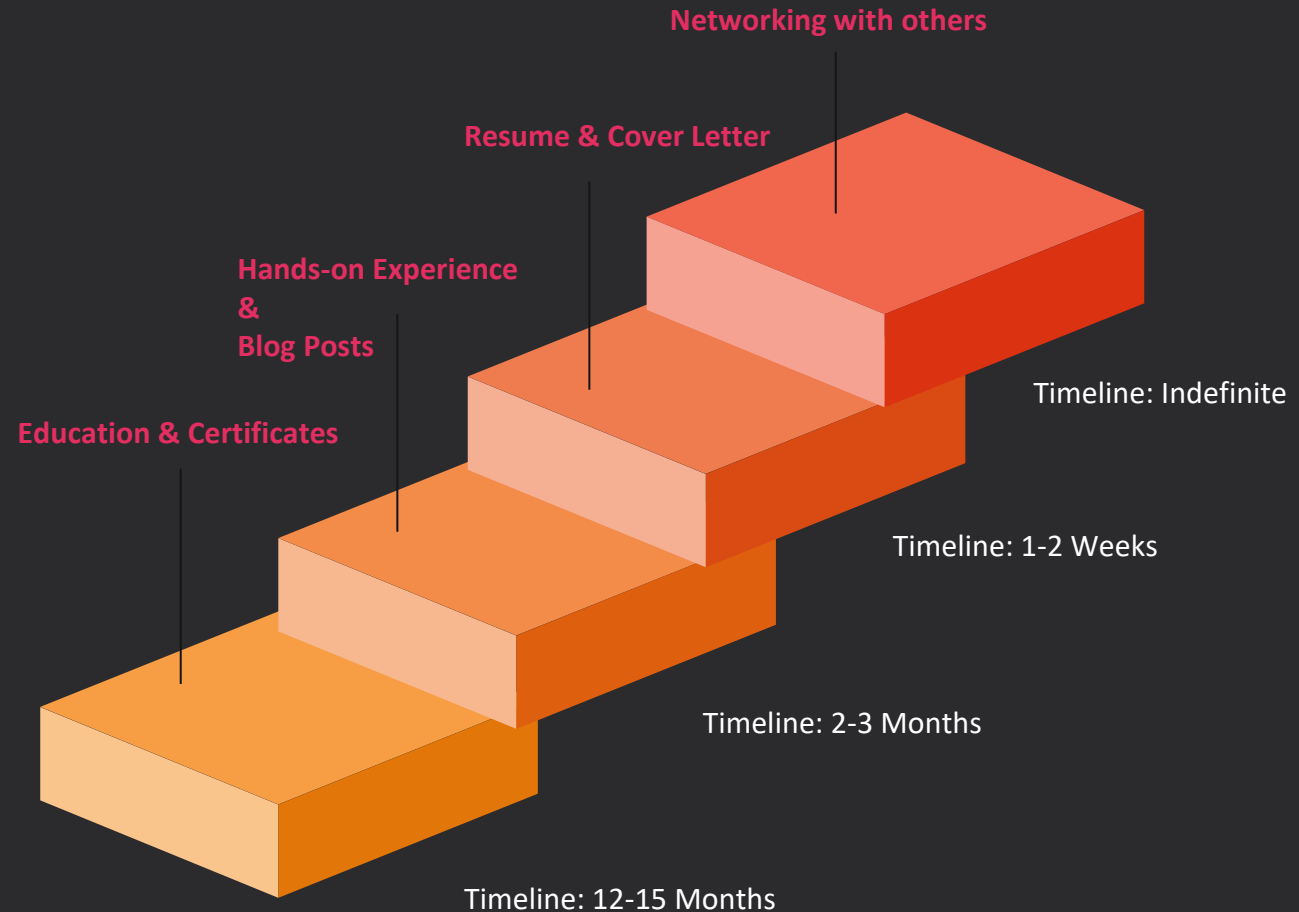 Networking with others
Resume & Cover Letter
Hands-on Experience
&
Blog Posts
Education & Certificates
Timeline: Indefinite
Timeline: 1-2 Weeks
Timeline: 2-3 Months
Timeline: 12-15 Months